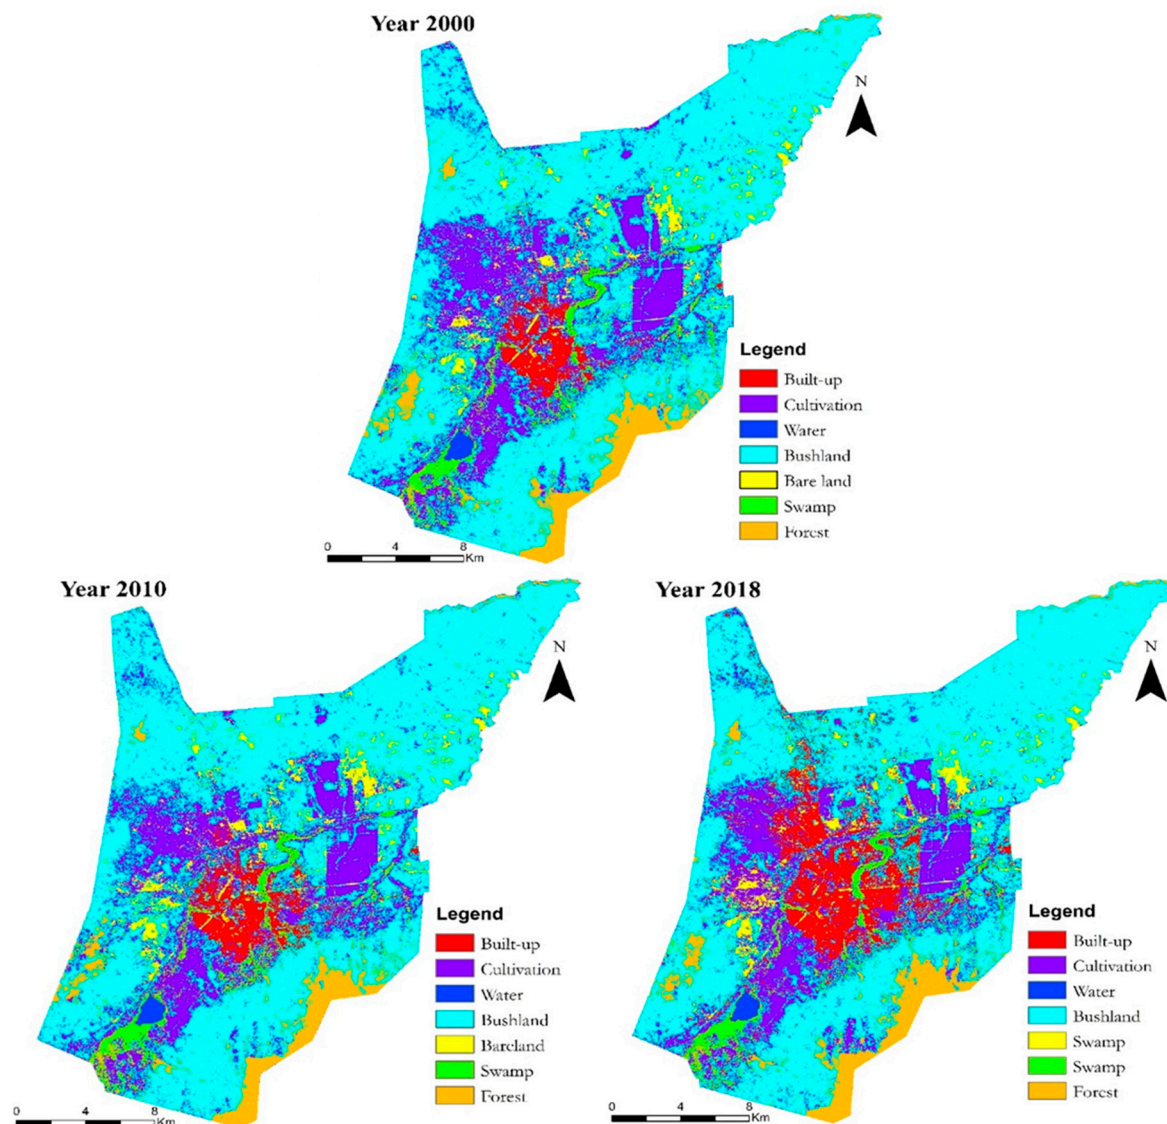 Year 2000
N
Legend
Built-up
Cultivation
Water
Bushland
Bare land
Swamp
Forest
0 4 8
Km
Year 2010
N
Legend
Built-up
Cultivation
Water
Bushland
Bareland
Swamp
Forest
0 4 8
Km
Year 2018
N
Legend
Built-up
Cultivation
Water
Bushland
Swamp
Swamp
Forest
0 4 8
Km